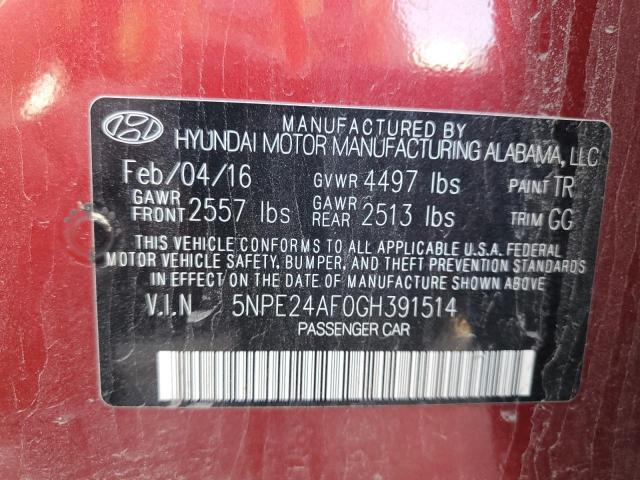 MANUFACTURED BY
HYUNDAI MOTOR MANUFACTURING ALABAMA, LLC
Feb/04/16 GVWR 4497 lbs PAINT TR
GAWR FRONT 2557 lbs GAWR REAR 2513 lbs TRIM GG
THIS VEHICLE CONFORMS TO ALL APPLICABLE U.S.A. FEDERAL
MOTOR VEHICLE SAFETY, BUMPER, AND THEFT PREVENTION STANDARDS
IN EFFECT ON THE DATE OF MANUFACTURE SHOWN ABOVE.
V.I.N. 5NPE24AF0GH391514
PASSENGER CAR